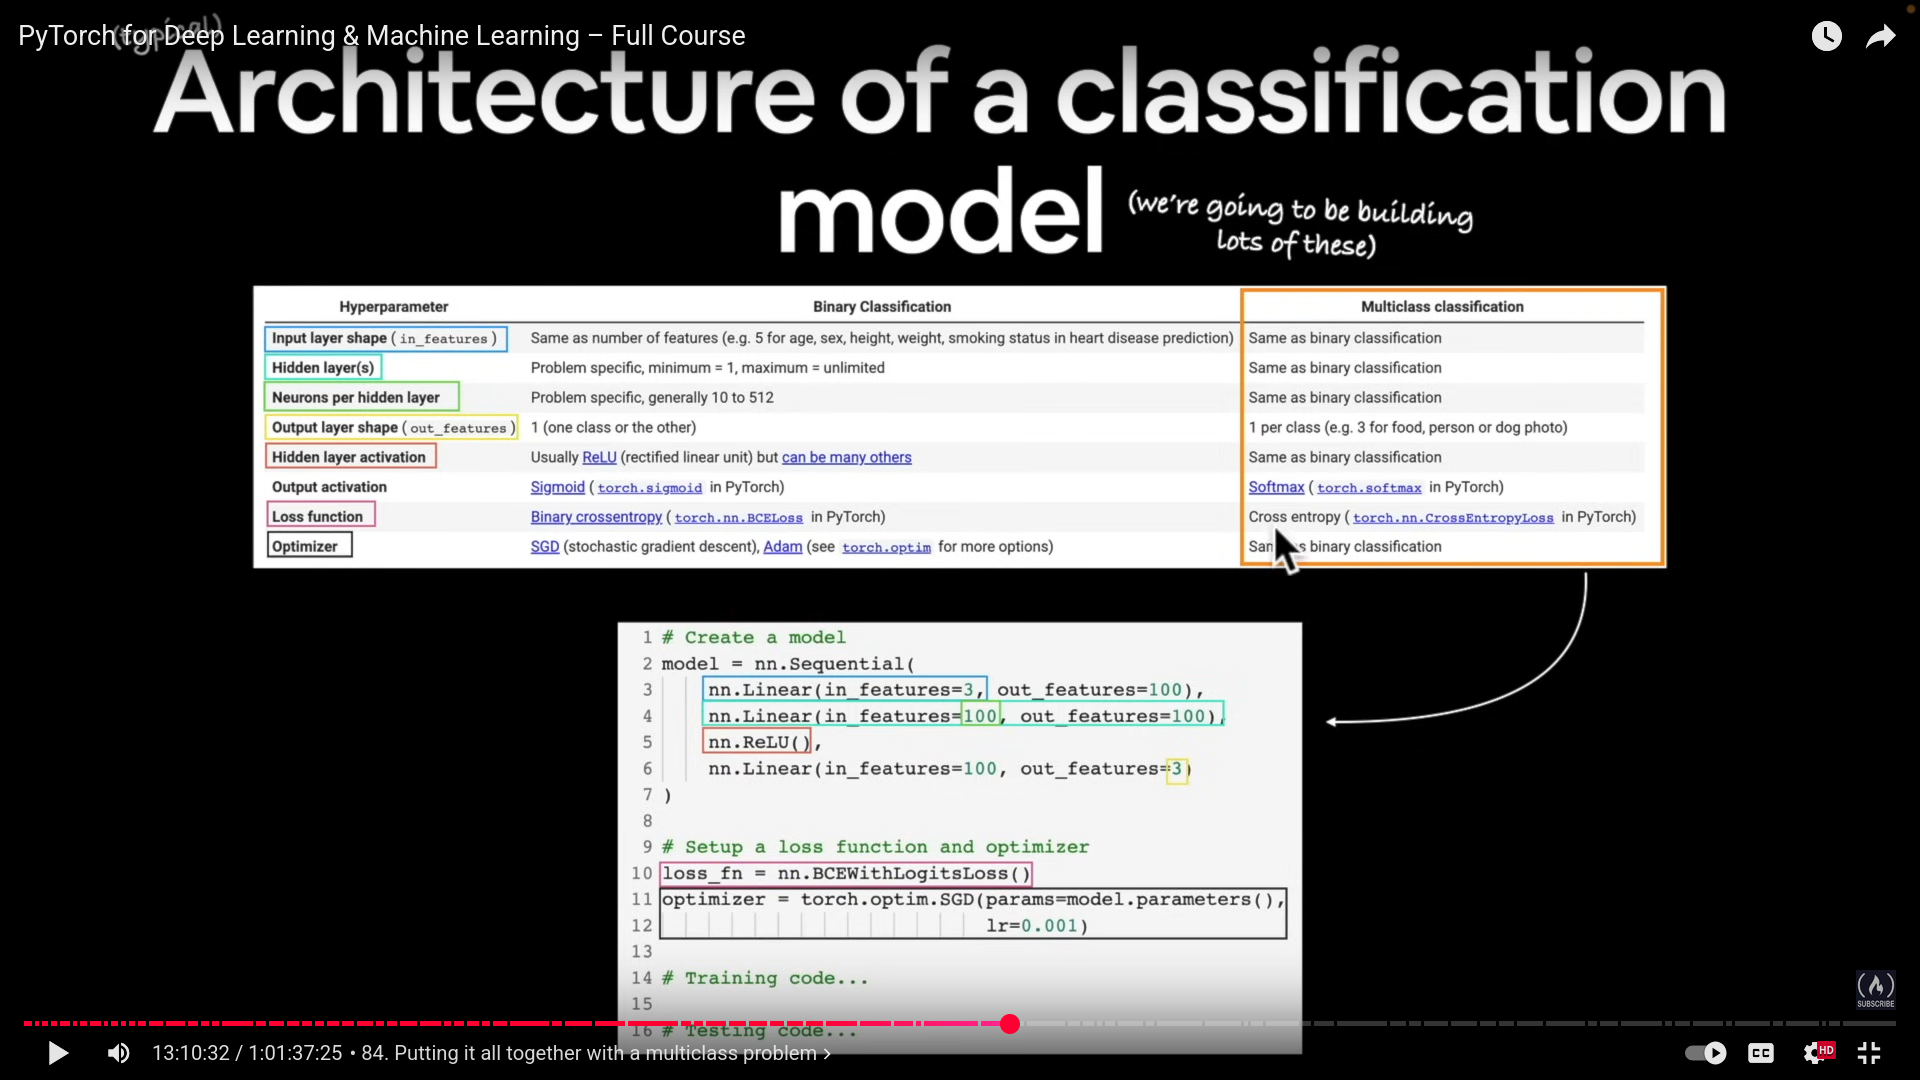 PyTorch for Deep Learning & Machine Learning – Full Course
(typical)
Architecture of a classification
model (we're going to be building
lots of these)
Hyperparameter Binary Classification Multiclass classification
Input layer shape ( in_features ) Same as number of features (e.g. 5 for age, sex, height, weight, smoking status in heart disease prediction) Same as binary classification
Hidden layer(s) Problem specific, minimum = 1, maximum = unlimited Same as binary classification
Neurons per hidden layer Problem specific, generally 10 to 512 Same as binary classification
Output layer shape ( out_features ) 1 (one class or the other) 1 per class (e.g. 3 for food, person or dog photo)
Hidden layer activation Usually ReLU (rectified linear unit) but can be many others Same as binary classification
Output activation Sigmoid ( torch.sigmoid in PyTorch) Softmax ( torch.softmax in PyTorch)
Loss function Binary crossentropy ( torch.nn.BCELoss in PyTorch) Cross entropy ( torch.nn.CrossEntropyLoss in PyTorch)
Optimizer SGD (stochastic gradient descent), Adam (see torch.optim for more options) Same as binary classification
1 # Create a model
2 model = nn.Sequential(
3 nn.Linear(in_features=3, out_features=100),
4 nn.Linear(in_features=100, out_features=100),
5 nn.ReLU(),
6 nn.Linear(in_features=100, out_features=3)
7 )
8
9 # Setup a loss function and optimizer
10 loss_fn = nn.BCEWithLogitsLoss()
11 optimizer = torch.optim.SGD(params=model.parameters(),
12 lr=0.001)
13
14 # Training code...
15
16 # Testing code...
SUBSCRIBE
13:10:32 / 1:01:37:25 • 84. Putting it all together with a multiclass problem ›
CC
HD